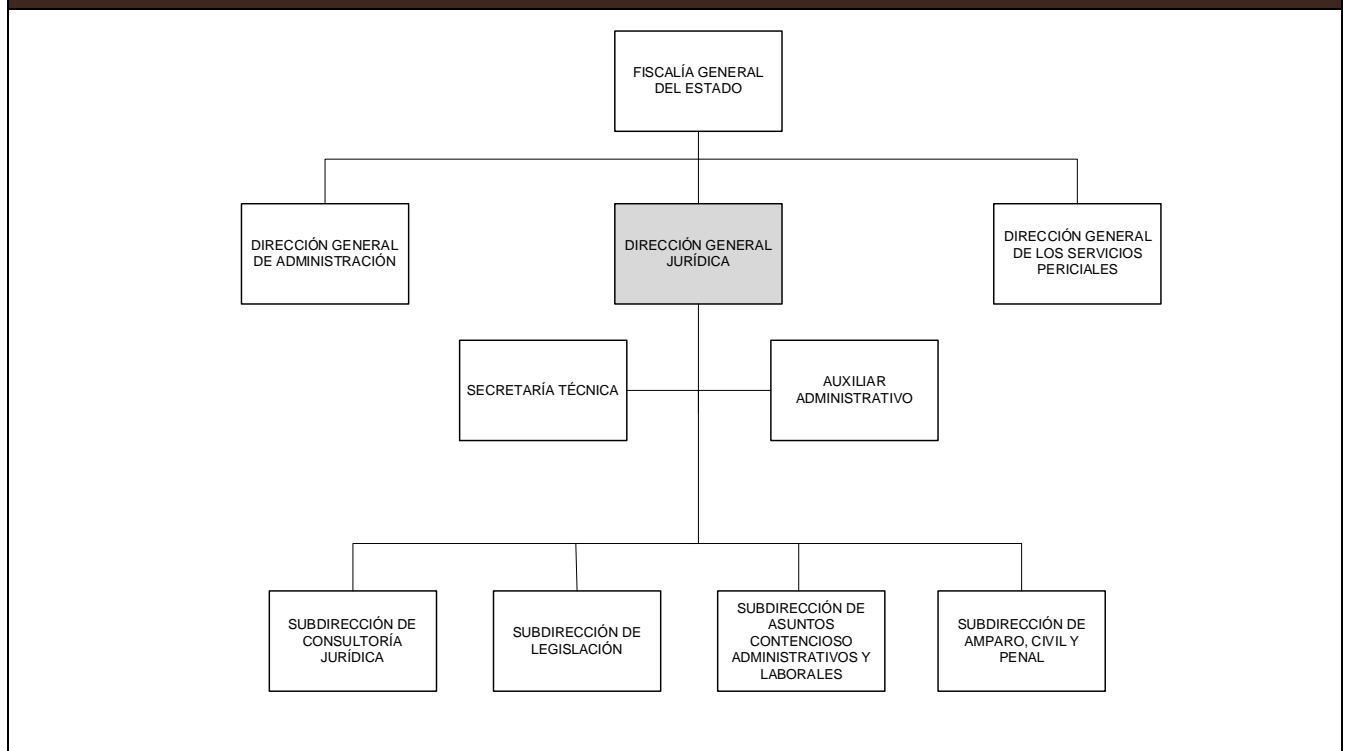 FISCALÍA GENERAL
DEL ESTADO
DIRECCIÓN GENERAL
DE ADMINISTRACIÓN
DIRECCIÓN GENERAL
JURÍDICA
DIRECCIÓN GENERAL
DE LOS SERVICIOS
PERICIALES
SECRETARÍA TÉCNICA
AUXILIAR
ADMINISTRATIVO
SUBDIRECCIÓN DE
CONSULTORÍA
JURÍDICA
SUBDIRECCIÓN DE
LEGISLACIÓN
SUBDIRECCIÓN DE
ASUNTOS
CONTENCIOSO
ADMINISTRATIVOS Y
LABORALES
SUBDIRECCIÓN DE
AMPARO, CIVIL Y
PENAL